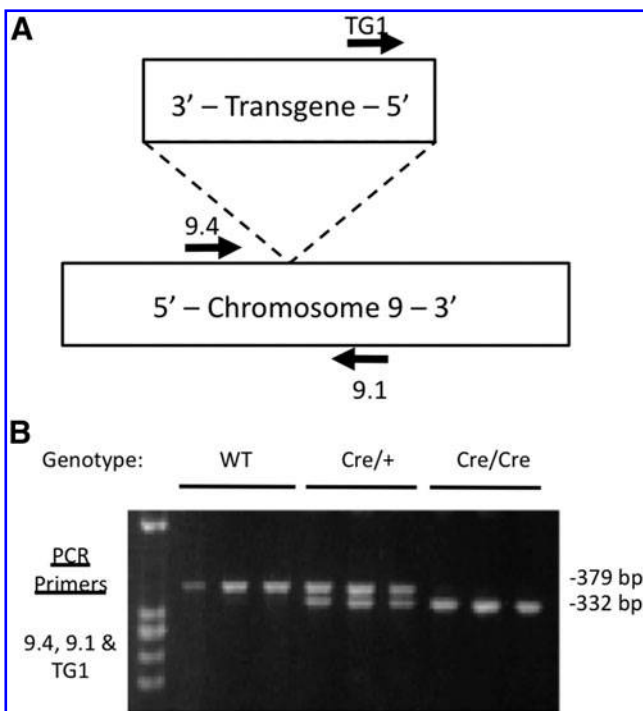 A
TG1
3’ – Transgene – 5’
9.4
5’ – Chromosome 9 – 3’
9.1
B
Genotype: WT Cre/+ Cre/Cre
PCR
Primers
9.4, 9.1 &
TG1
-379 bp
-332 bp